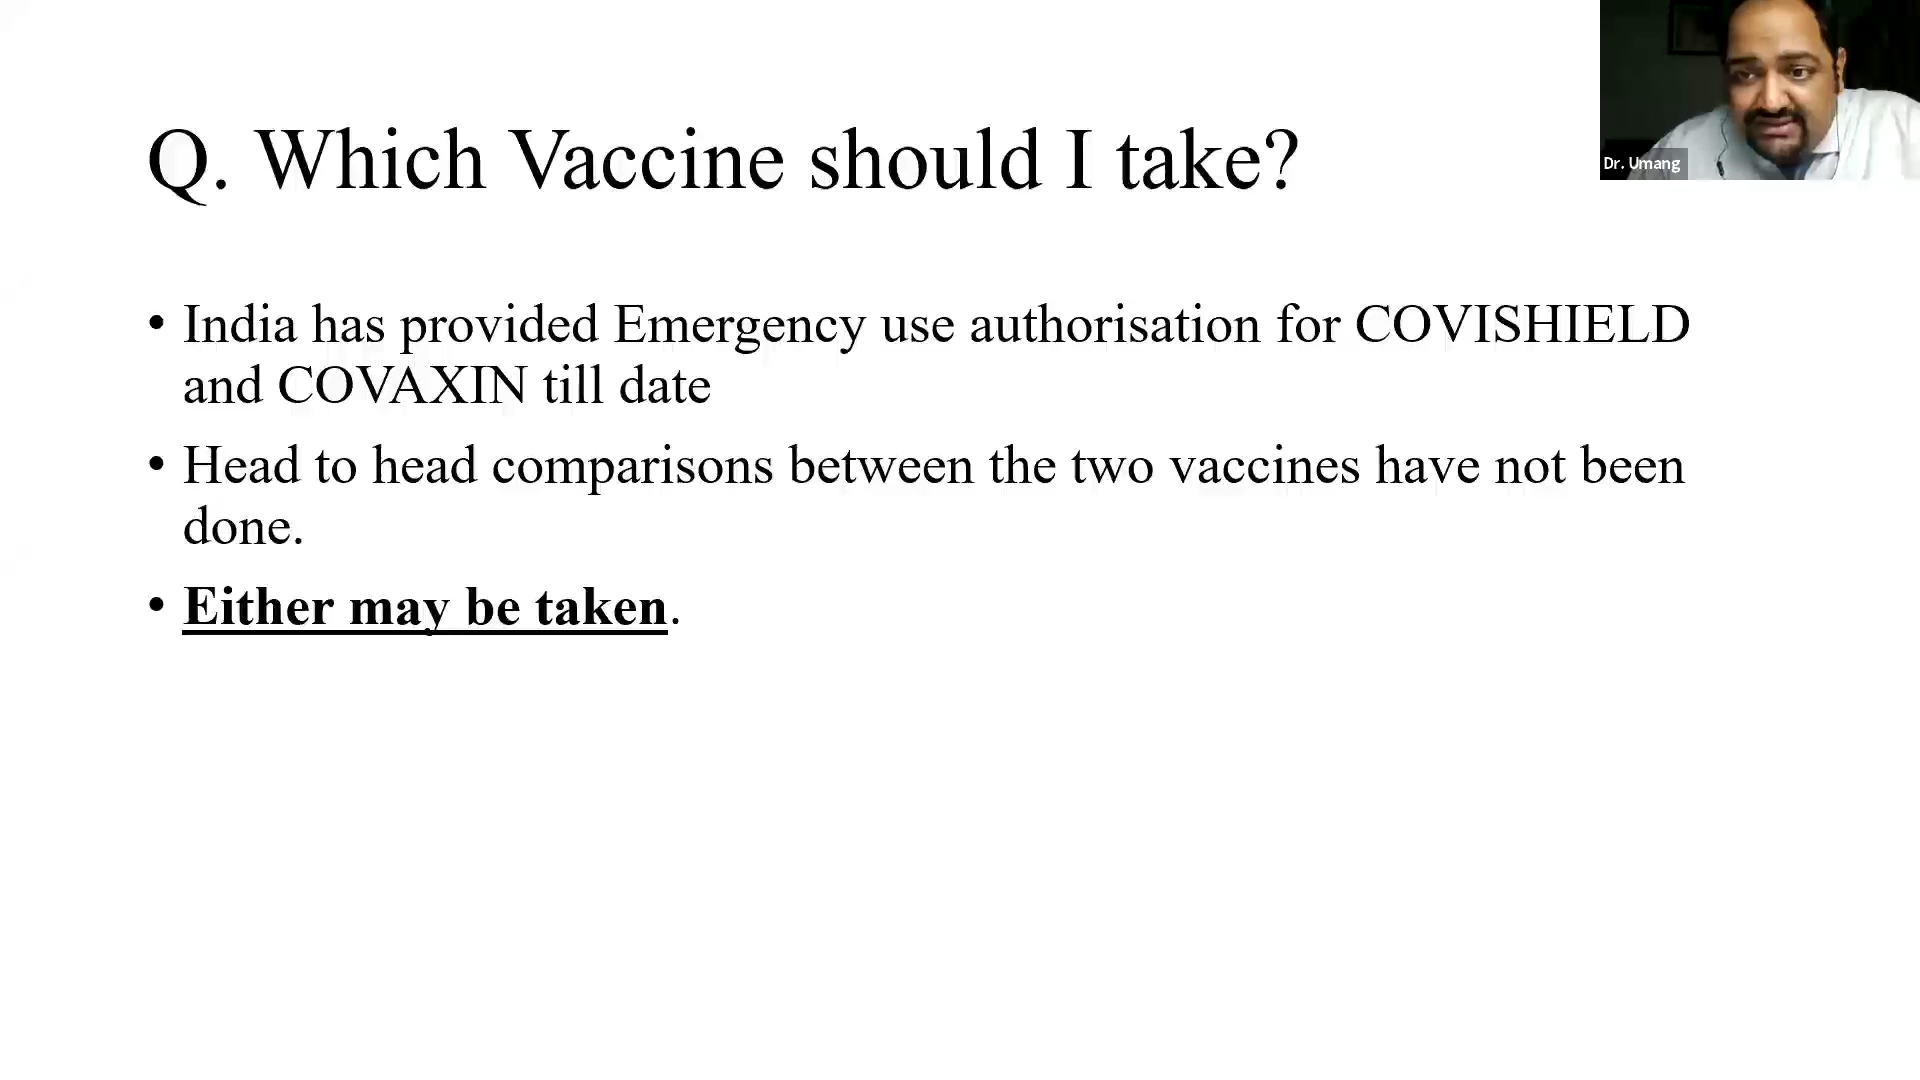 Q. Which Vaccine should I take?
Dr. Umang
• India has provided Emergency use authorisation for COVISHIELD
and COVAXIN till date
• Head to head comparisons between the two vaccines have not been
done.
• Either may be taken.